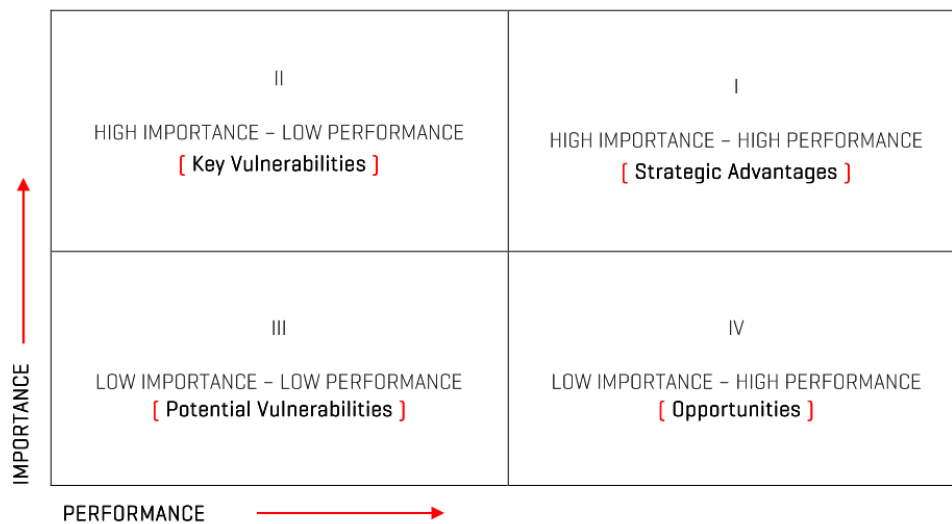 II
HIGH IMPORTANCE – LOW PERFORMANCE
[ Key Vulnerabilities ]
I
HIGH IMPORTANCE – HIGH PERFORMANCE
[ Strategic Advantages ]
III
LOW IMPORTANCE – LOW PERFORMANCE
[ Potential Vulnerabilities ]
IV
LOW IMPORTANCE – HIGH PERFORMANCE
[ Opportunities ]
IMPORTANCE
PERFORMANCE